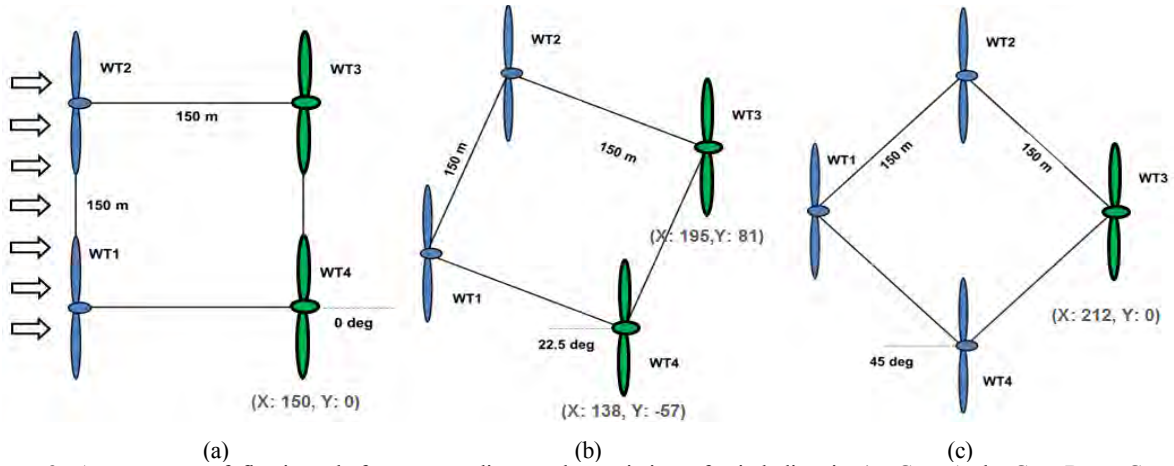 WT2
WT3
150 m
150 m
WT1
WT4
0 deg
(X: 150, Y: 0)
(a)
WT2
WT3
150 m
150 m
(X: 195,Y: 81)
WT1
22.5 deg
WT4
(X: 138, Y: -57)
(b)
WT2
WT1
150 m
150 m
WT3
(X: 212, Y: 0)
45 deg
WT4
(c)